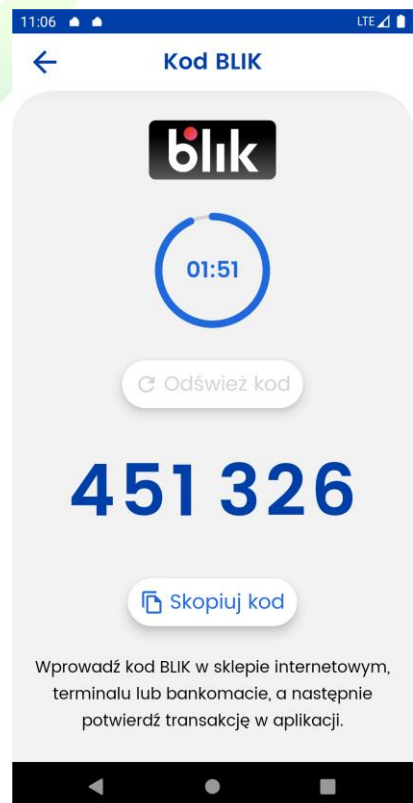 11:06 LTE
Kod BLIK
blik
01:51
Odśwież kod
451 326
Skopiuj kod
Wprowadź kod BLIK w sklepie internetowym,
terminalu lub bankomacie, a następnie
potwierdź transakcję w aplikacji.